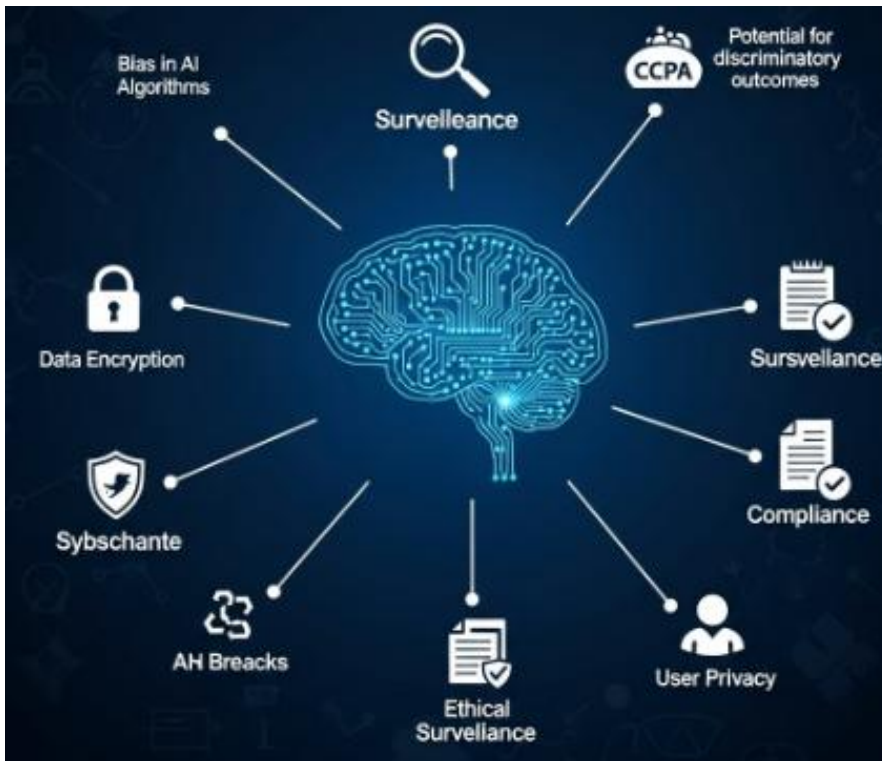 Bias in AI
Algorithms
Survelleance
CCPA
Potential for
discriminatory
outcomes
Data Encryption
Sursvellance
Sybschante
Compliance
AH Breacks
User Privacy
Ethical
Survellance